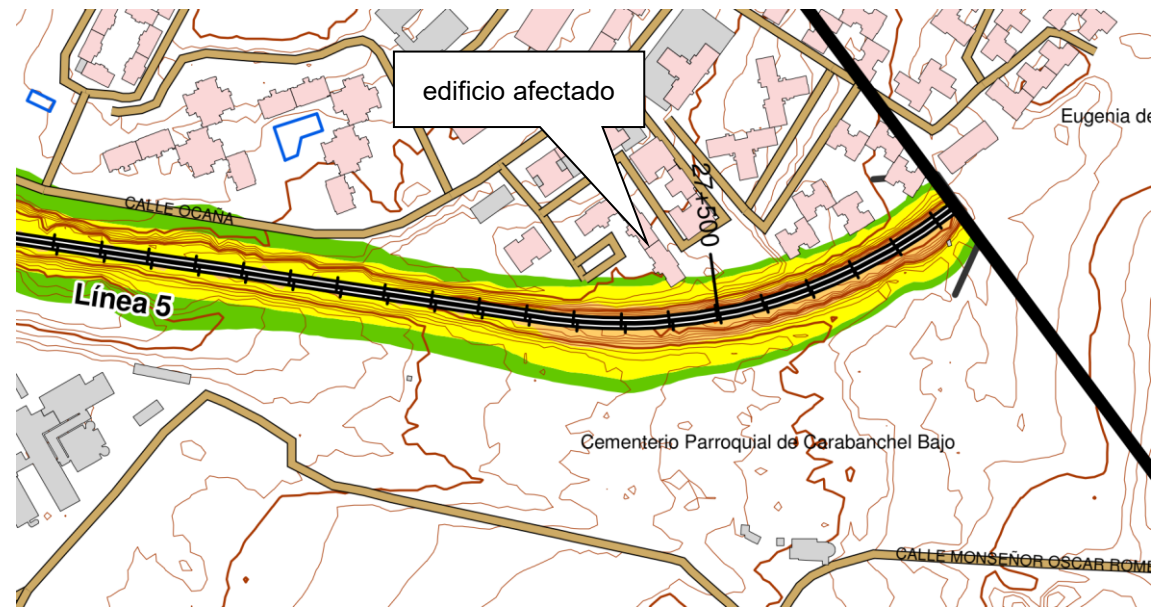 edificio afectado
Eugenia de
27+500
CALLE OCAÑA
Línea 5
Cementerio Parroquial de Carabanchel Bajo
CALLE MONSEÑOR OSCAR ROME